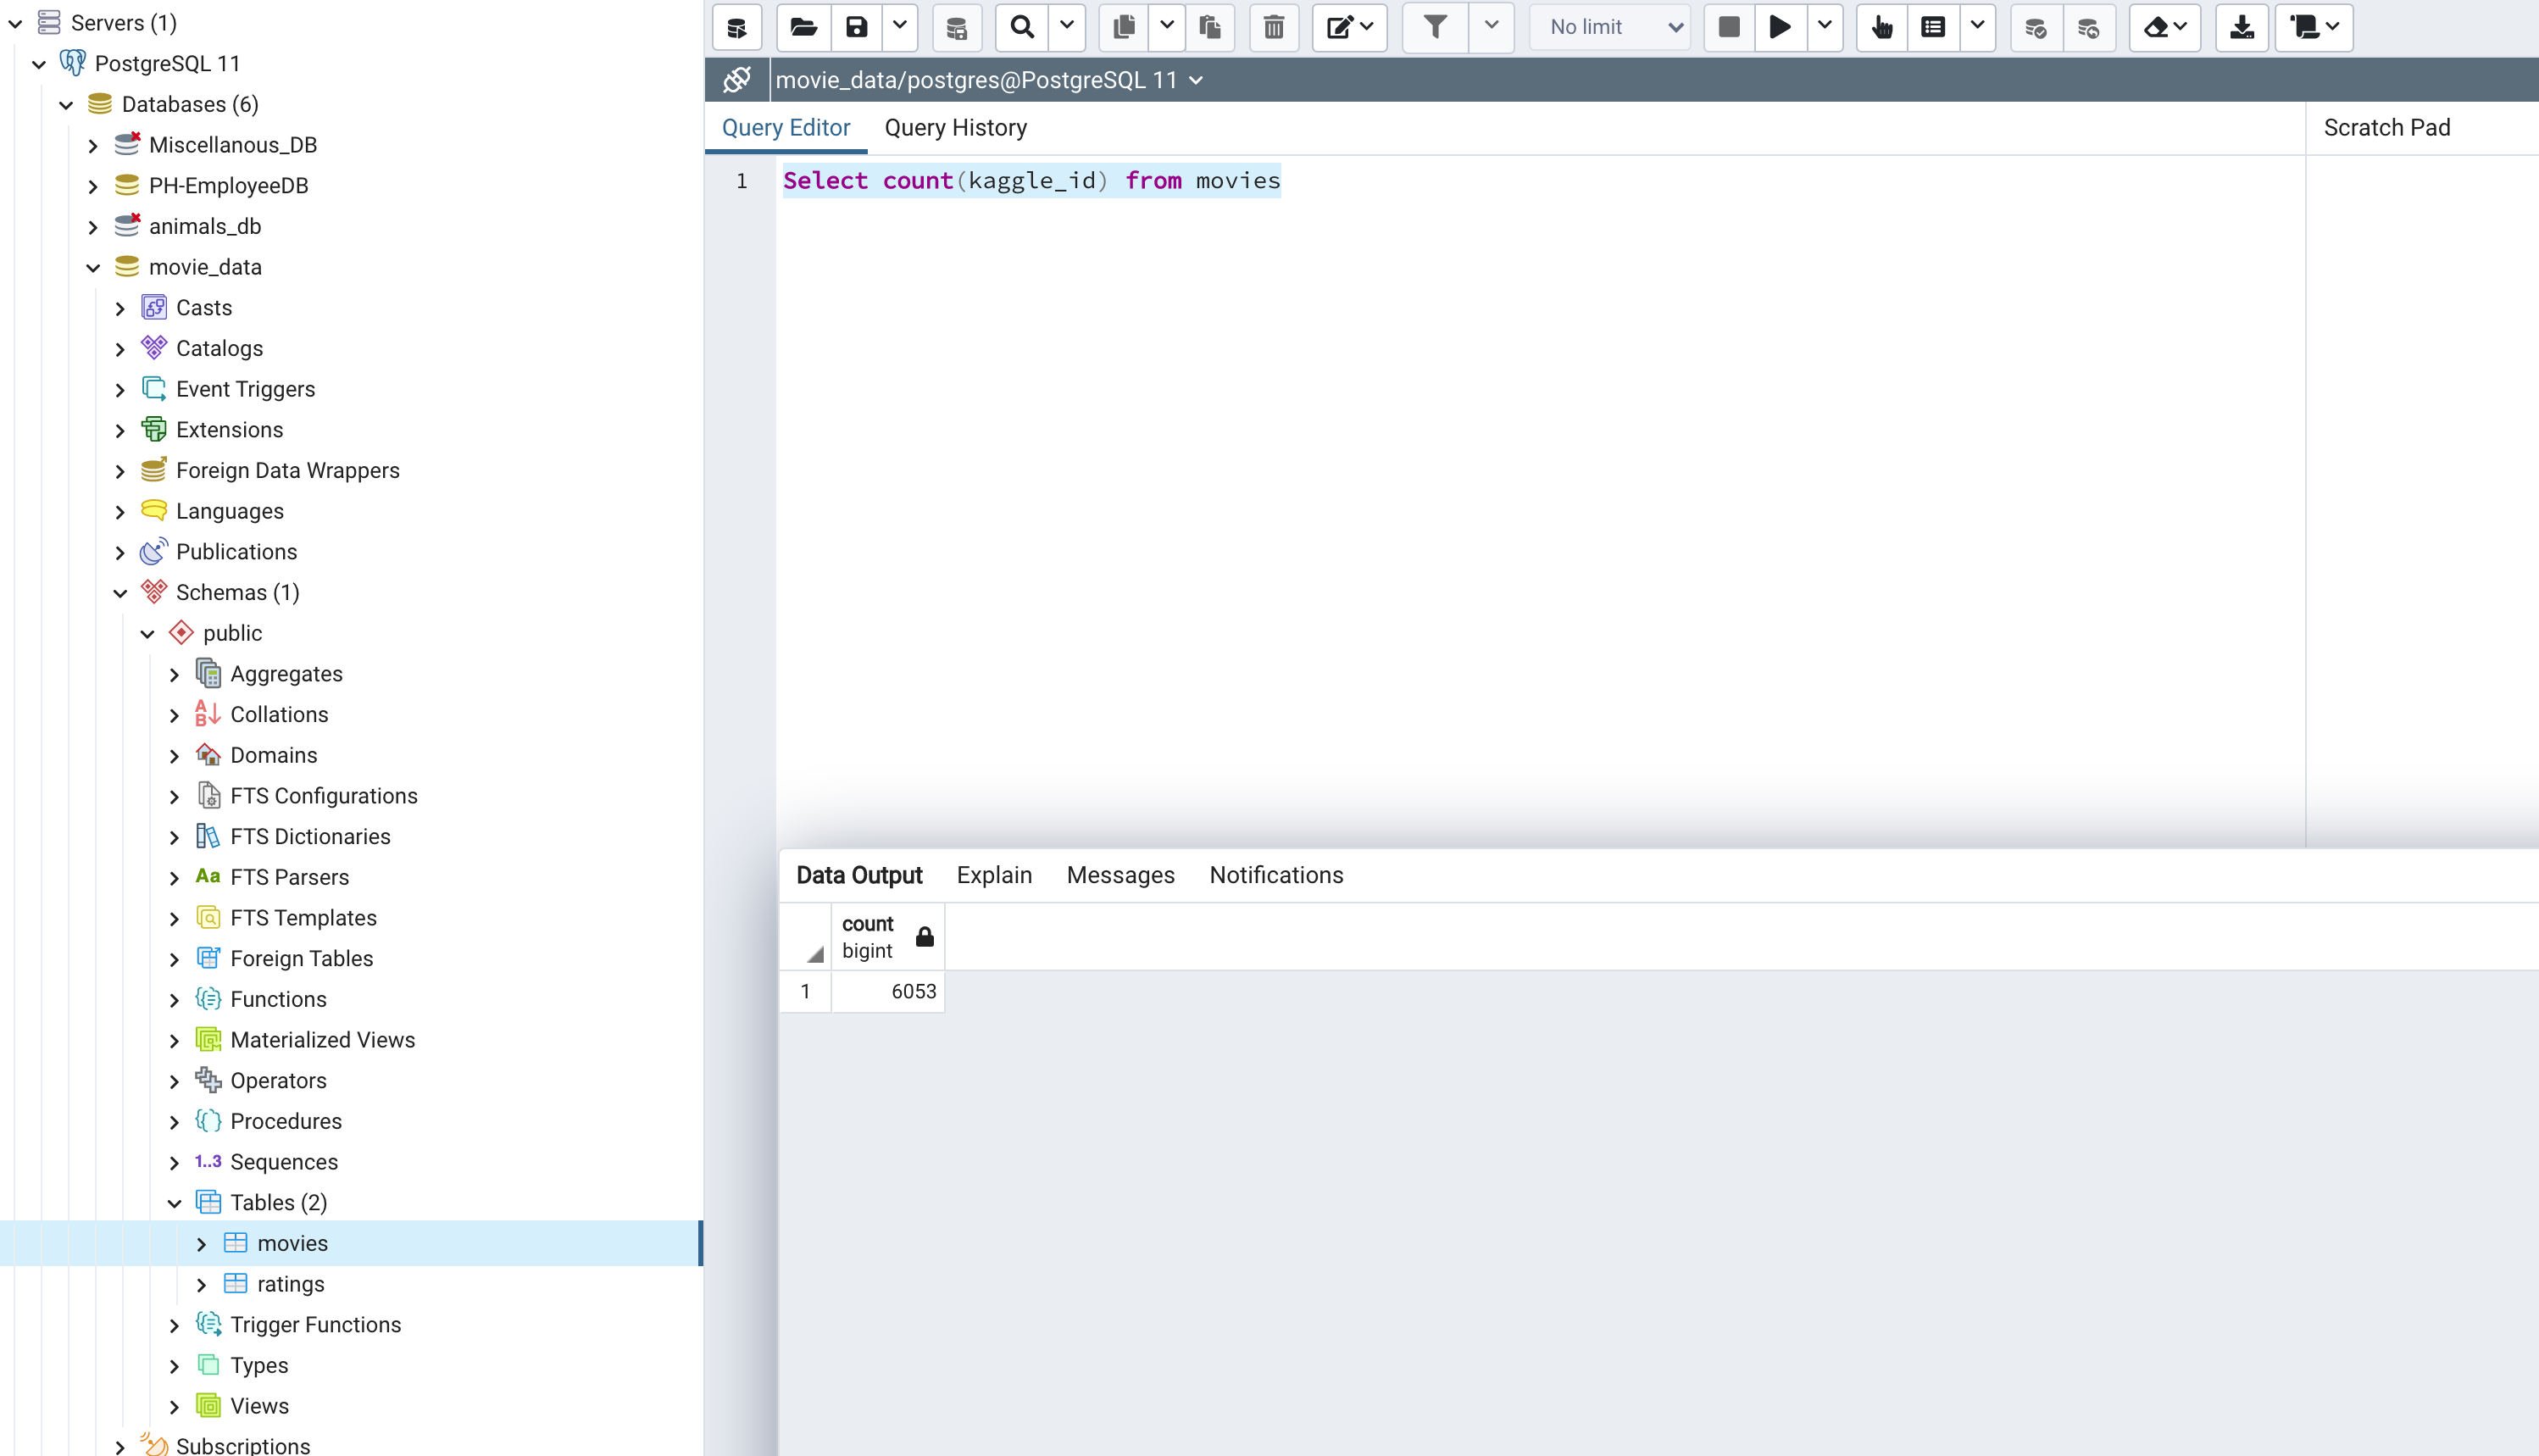 Servers (1)
PostgreSQL 11
Databases (6)
Miscellanous_DB
PH-EmployeeDB
animals_db
movie_data
Casts
Catalogs
Event Triggers
Extensions
Foreign Data Wrappers
Languages
Publications
Schemas (1)
public
Aggregates
Collations
Domains
FTS Configurations
FTS Dictionaries
Aa FTS Parsers
FTS Templates
Foreign Tables
Functions
Materialized Views
Operators
Procedures
1..3 Sequences
Tables (2)
movies
ratings
Trigger Functions
Types
Views
Subscriptions
No limit
movie_data/postgres@PostgreSQL 11
Query Editor Query History Scratch Pad
1 Select count(kaggle_id) from movies
Data Output Explain Messages Notifications
count
bigint
1 6053